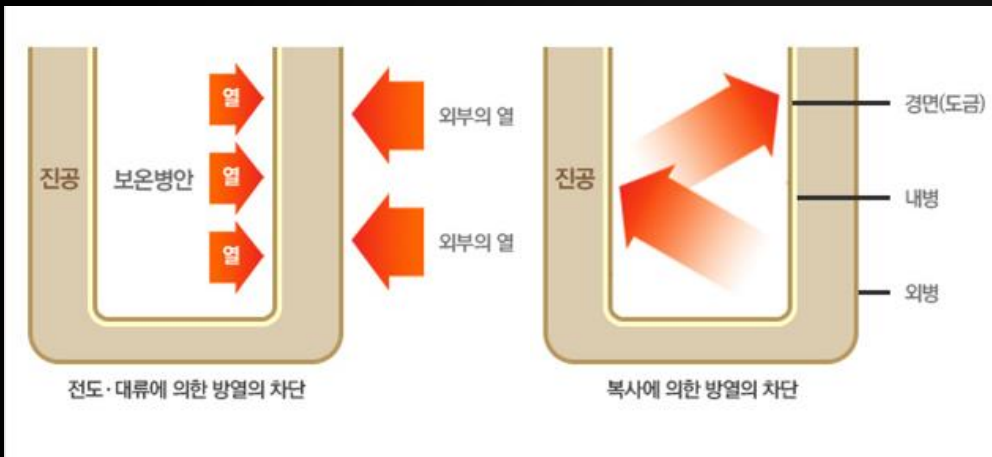 진공
보온병안
열
열
열
외부의 열
외부의 열
전도·대류에 의한 방열의 차단
진공
경면(도금)
내병
외병
복사에 의한 방열의 차단